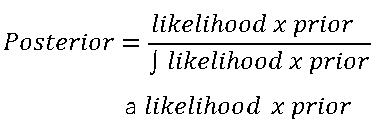 Posterior = likelihood x prior / ∫ likelihood x prior
a likelihood x prior